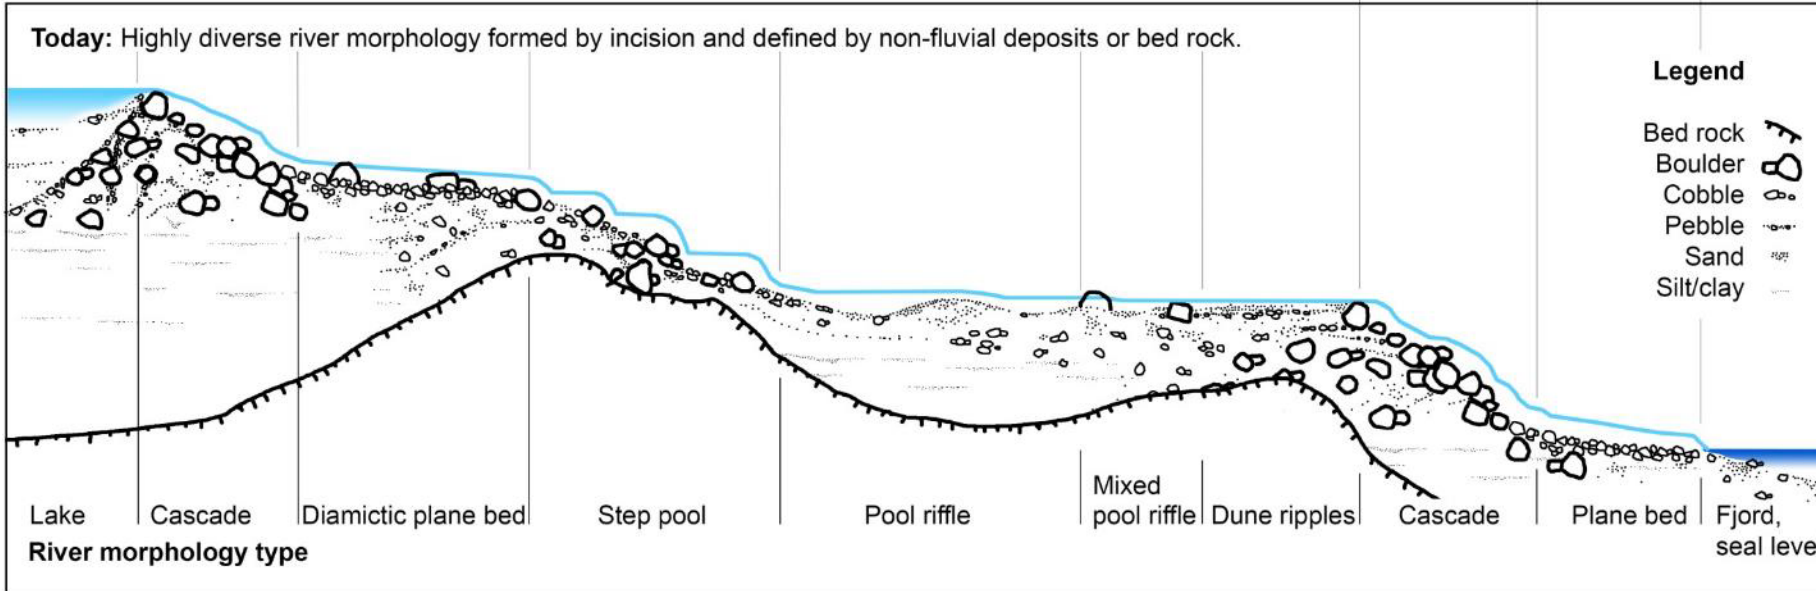 Today: Highly diverse river morphology formed by incision and defined by non-fluvial deposits or bed rock.
Legend
Bed rock
Boulder
Cobble
Pebble
Sand
Silt/clay
Lake
Cascade
Diamictic plane bed
Step pool
Pool riffle
Mixed
pool riffle
Dune ripples
Cascade
Plane bed
Fjord,
seal leve
River morphology type